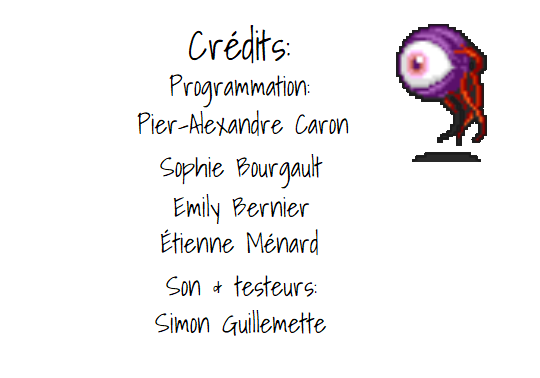 Crédits:
Programmation:
Pier-Alexandre Caron
Sophie Bourgault
Emily Bernier
Étienne Ménard
Son & testeurs:
Simon Guillemette